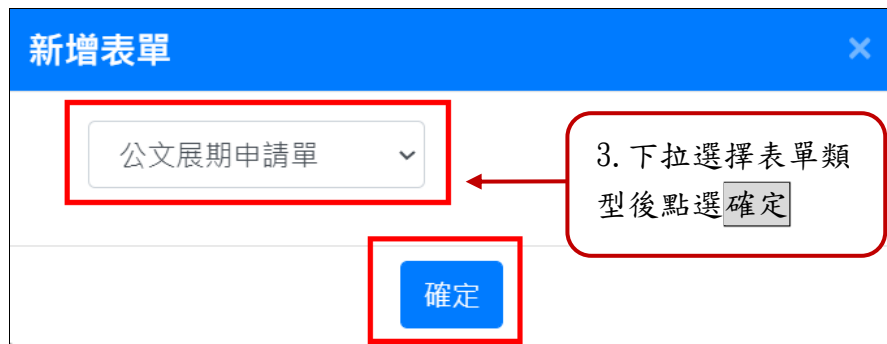 新增表單
×
公文展期申請單
3.下拉選擇表單類
型後點選確定
確定